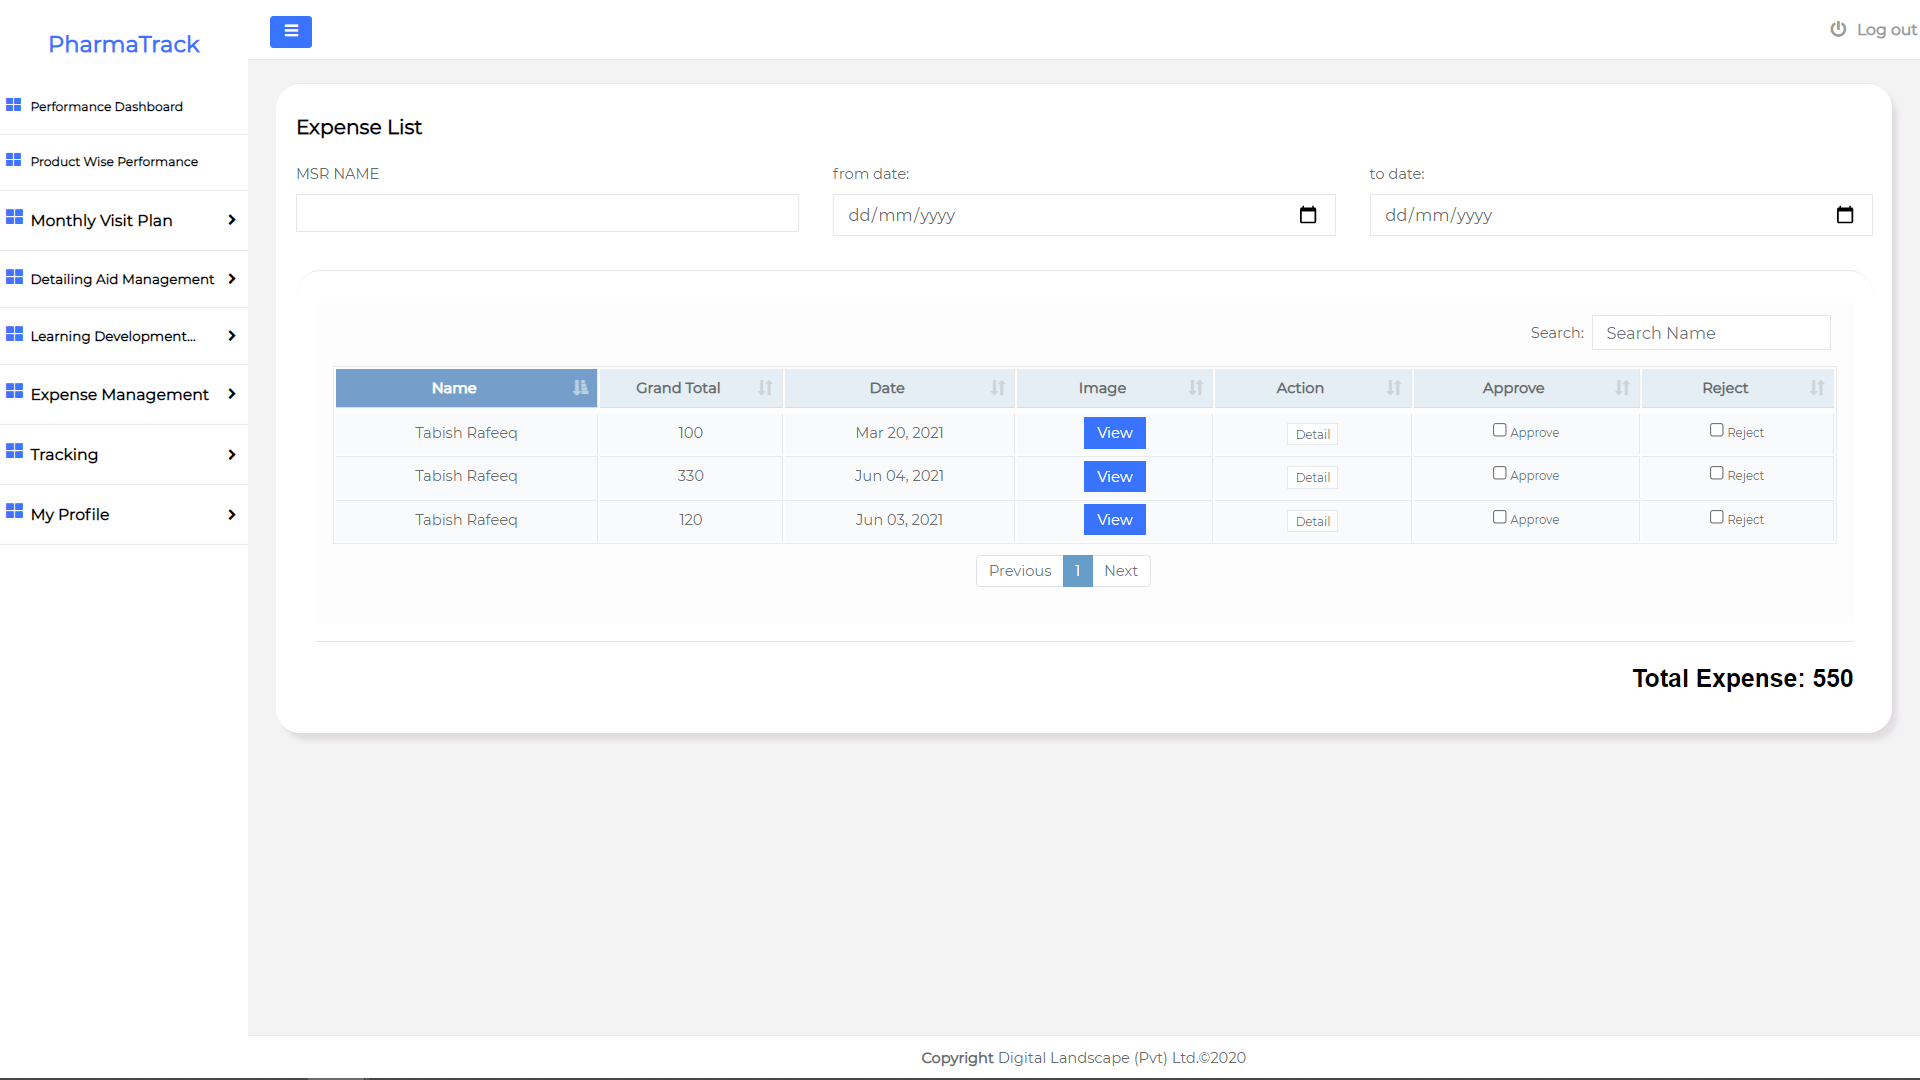 PharmaTrack
Log out
Performance Dashboard
Product Wise Performance
Monthly Visit Plan
Detailing Aid Management
Learning Development...
Expense Management
Tracking
My Profile
Expense List
MSR NAME
from date:
to date:
dd/mm/yyyy
dd/mm/yyyy
Search: Search Name
Name Grand Total Date Image Action Approve Reject
Tabish Rafeeq 100 Mar 20, 2021 View Detail Approve Reject
Tabish Rafeeq 330 Jun 04, 2021 View Detail Approve Reject
Tabish Rafeeq 120 Jun 03, 2021 View Detail Approve Reject
Previous 1 Next
Total Expense: 550
Copyright Digital Landscape (Pvt) Ltd.©2020